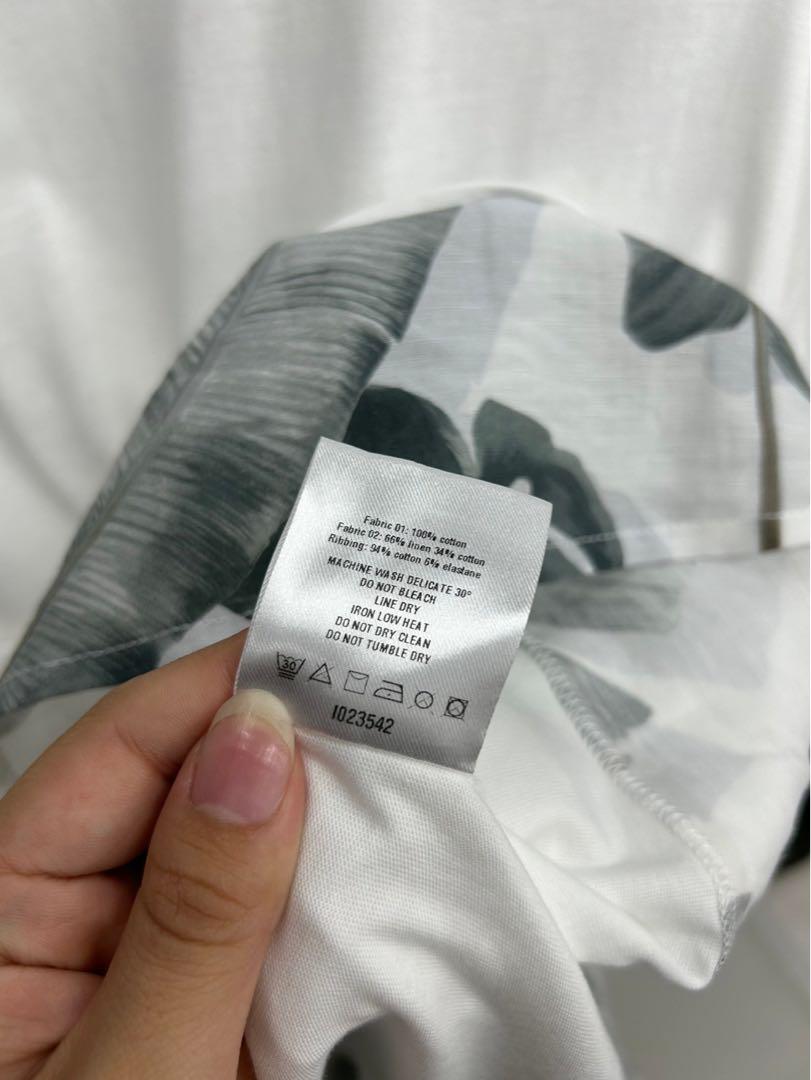 Fabric 01: 100% cotton
Fabric 02: 66% linen 34% cotton
Ribbing: 94% cotton 6% elastane
MACHINE WASH DELICATE 30°
DO NOT BLEACH
LINE DRY
IRON LOW HEAT
DO NOT DRY CLEAN
DO NOT TUMBLE DRY
30
I023542